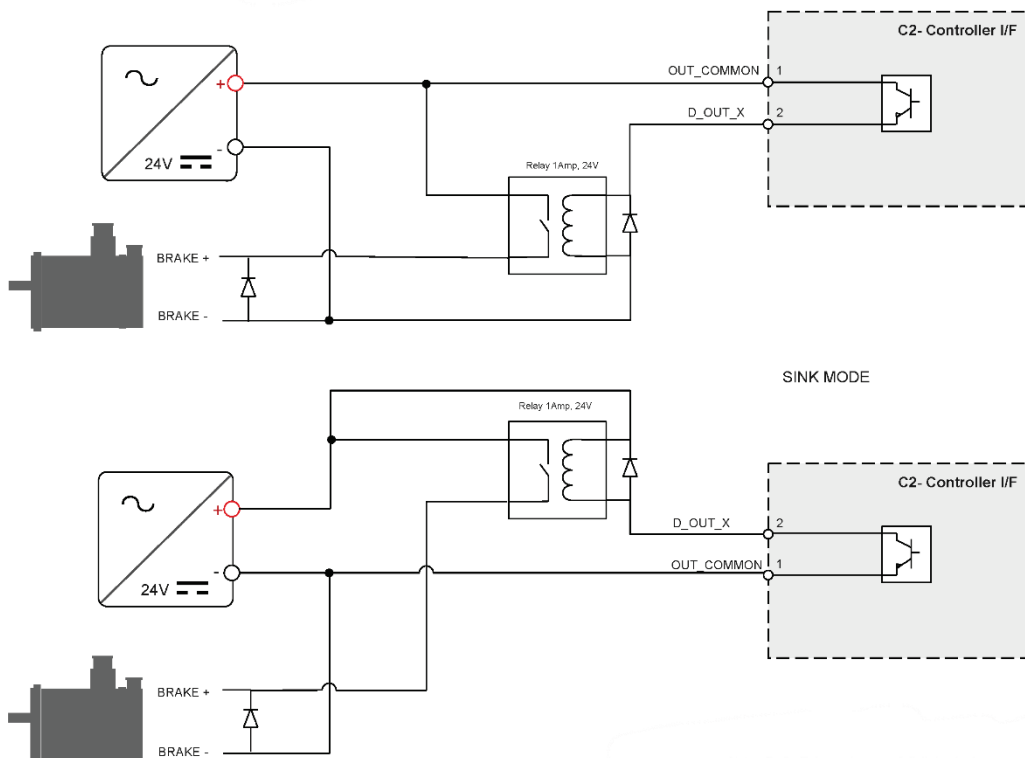 C2- Controller I/F
OUT_COMMON
1
+
D_OUT_X
2
-
24V
Relay 1Amp, 24V
BRAKE +
BRAKE -
SINK MODE
Relay 1Amp, 24V
C2- Controller I/F
+
D_OUT_X
2
OUT_COMMON
1
-
24V
BRAKE +
BRAKE -